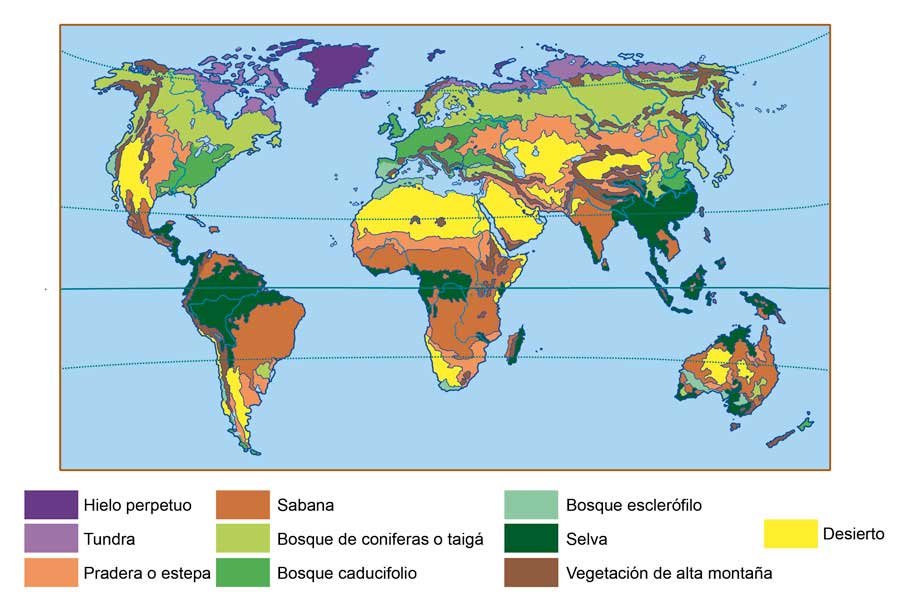 Hielo perpetuo
Tundra
Pradera o estepa
Sabana
Bosque de coniferas o taigá
Bosque caducifolio
Bosque esclerófilo
Selva
Vegetación de alta montaña
Desierto